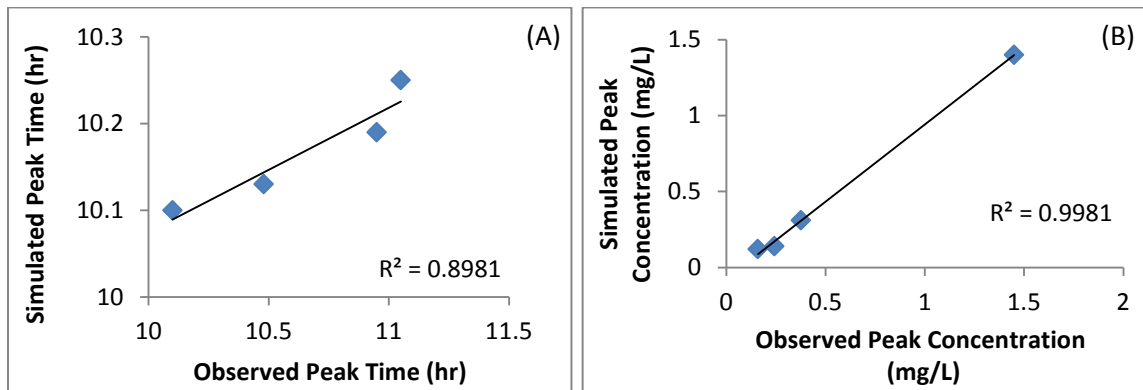 (A)
Simulated Peak Time (hr)
10.3
10.2
10.1
10
R² = 0.8981
10 10.5 11 11.5
Observed Peak Time (hr)
(B)
Simulated Peak
Concentration (mg/L)
1.5
1
0.5
0
R² = 0.9981
0 0.5 1 1.5 2
Observed Peak Concentration
(mg/L)